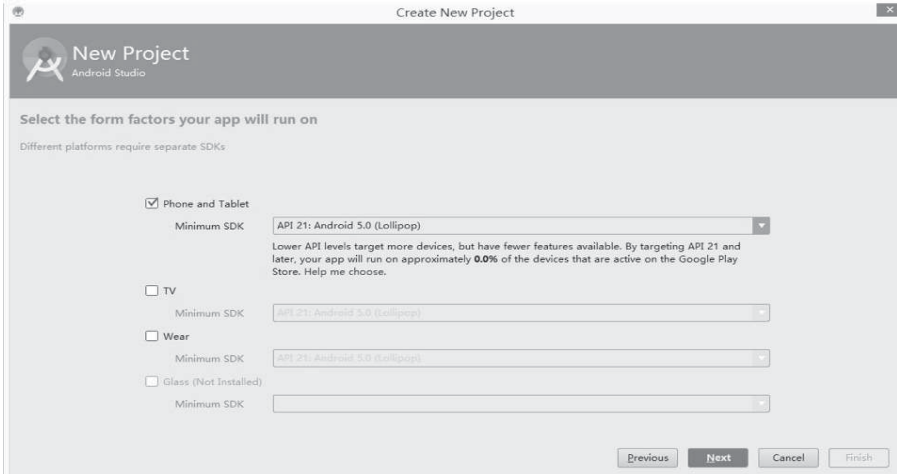 Create New Project
New Project
Android Studio
Select the form factors your app will run on
Different platforms require separate SDKs
Phone and Tablet
Minimum SDK API 21: Android 5.0 (Lollipop)
Lower API levels target more devices, but have fewer features available. By targeting API 21 and
later, your app will run on approximately 0.0% of the devices that are active on the Google Play
Store. Help me choose.
TV
Minimum SDK API 21: Android 5.0 (Lollipop)
Wear
Minimum SDK API 21: Android 5.0 (Lollipop)
Glass (Not Installed)
Minimum SDK
Previous Next Cancel Finish